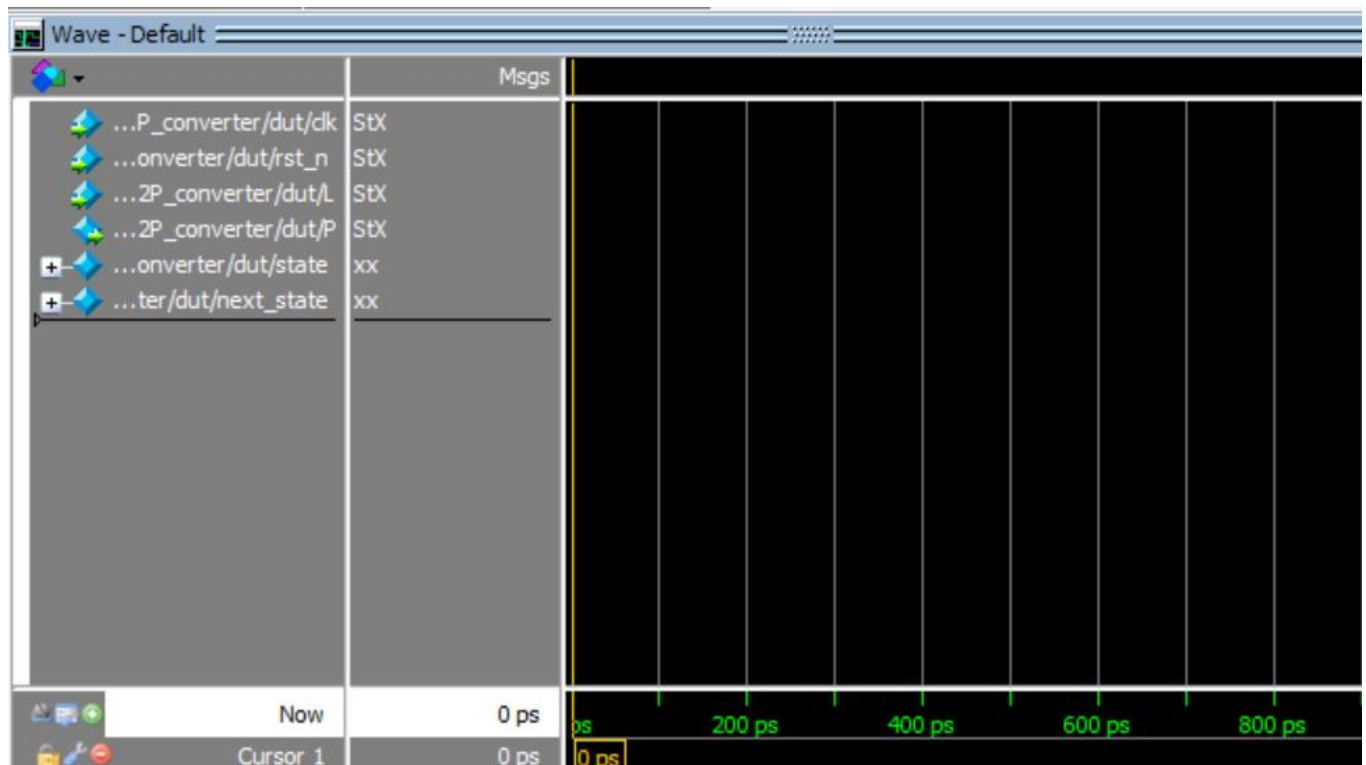 Wave - Default
Msgs
...P_converter/dut/clk StX
...onverter/dut/rst_n StX
...2P_converter/dut/L StX
...2P_converter/dut/P StX
...onverter/dut/state xx
...ter/dut/next_state xx
Now 0 ps ps 200 ps 400 ps 600 ps 800 ps
Cursor 1 0 ps 0 ps